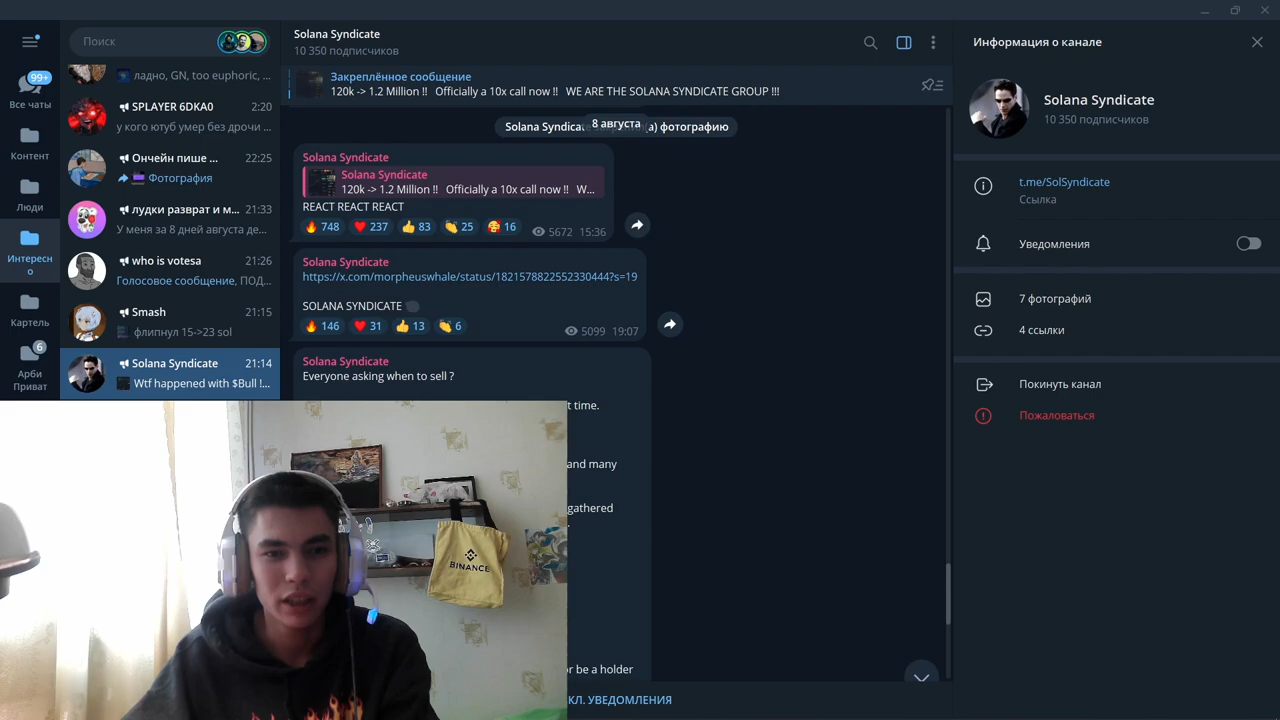 Поиск
99+
Все чаты
Контент
Люди
Интересн
о
Картель
6
Арби
Приват
ладно, GN, too euphoric, ...
SPLAYER 6DKA0
2:20
у кого ютуб умер без дрочи ...
Ончейн пише ...
22:25
Фотография
лудки разврат и м...
21:33
У меня за 8 дней августа де...
who is votesa
21:26
Голосовое сообщение, ПОД...
Smash
21:15
флипнул 15->23 sol
Solana Syndicate
21:14
Wtf happened with $Bull !...
Solana Syndicate
10 350 подписчиков
Закреплённое сообщение
120k -> 1.2 Million !! Officially a 10x call now !! WE ARE THE SOLANA SYNDICATE GROUP !!!
8 августа
фотографию
Solana Syndicate
Solana Syndicate
120k -> 1.2 Million !! Officially a 10x call now !! W...
REACT REACT REACT
748 237 83 25 16
5672 15:36
Solana Syndicate
https://x.com/morpheuswhale/status/1821578822552330444?s=19
SOLANA SYNDICATE
146 31 13 6
5099 19:07
Solana Syndicate
Everyone asking when to sell ?
t time.
and many
gathered
or be a holder
КЛ. УВЕДОМЛЕНИЯ
BINANCE
Информация о канале
Solana Syndicate
10 350 подписчиков
t.me/SolSyndicate
Ссылка
Уведомления
7 фотографий
4 ссылки
Покинуть канал
Пожаловаться